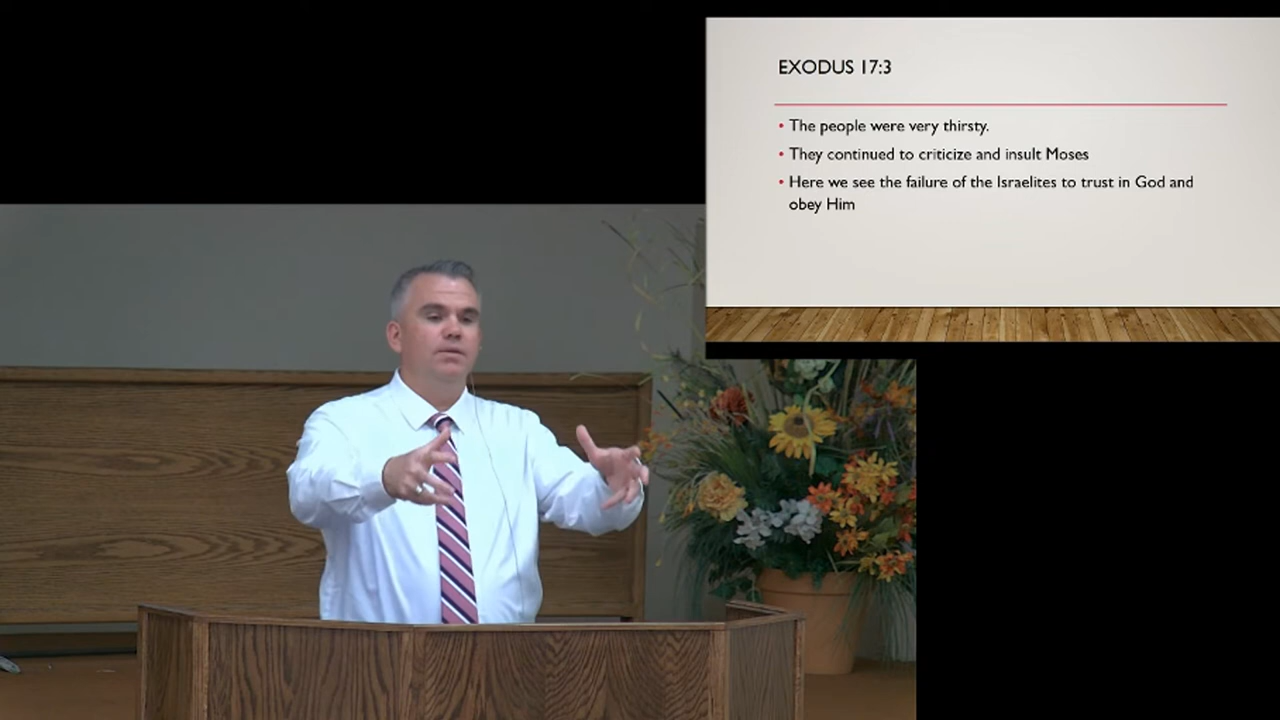 EXODUS 17:3
• The people were very thirsty.
• They continued to criticize and insult Moses
• Here we see the failure of the Israelites to trust in God and
obey Him